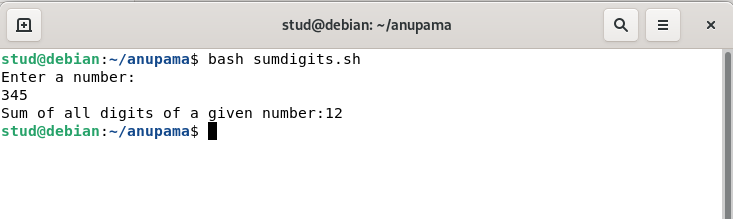 stud@debian: ~/anupama
stud@debian:~/anupama$ bash sumdigits.sh
Enter a number:
345
Sum of all digits of a given number:12
stud@debian:~/anupama$